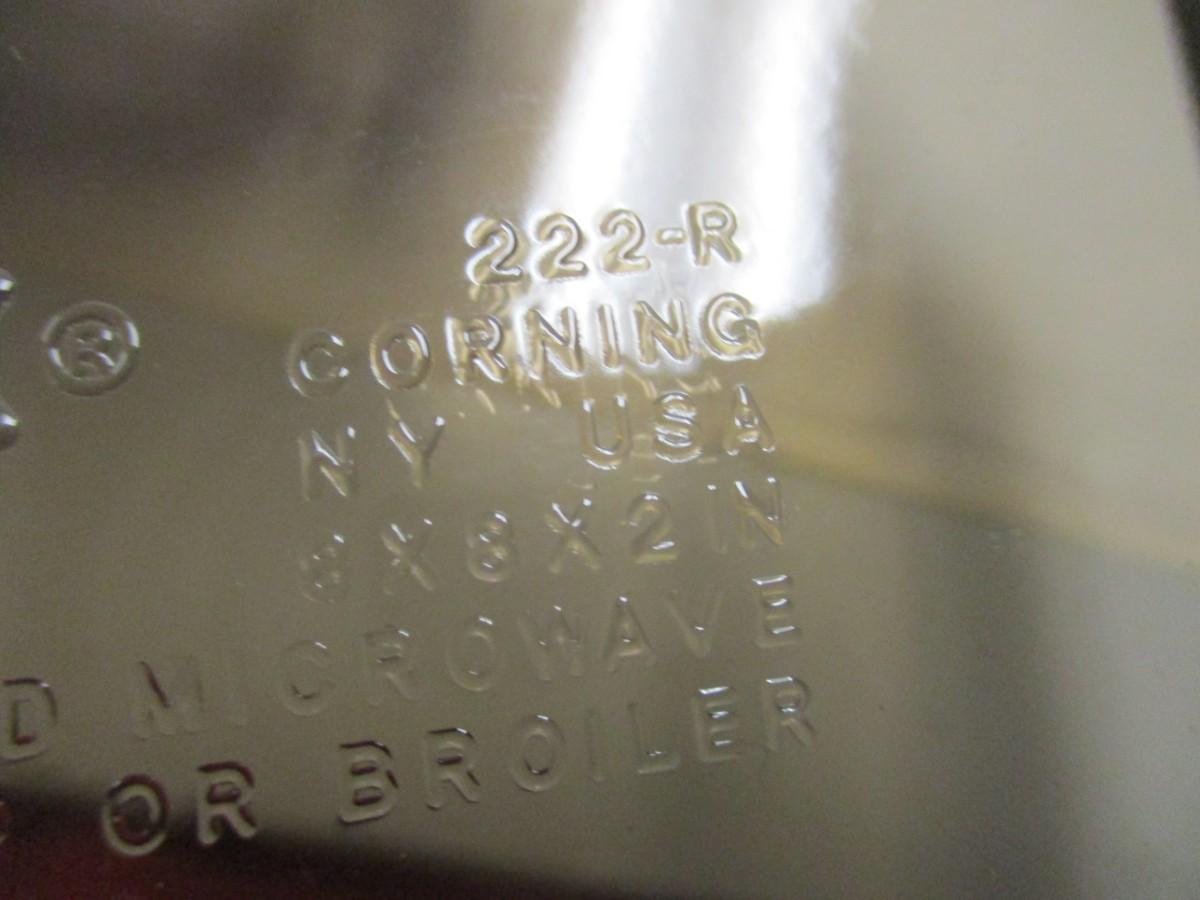 222-R
® CORNING
NY USA
8X8X2IN
D MICROWAVE
OR BROILER